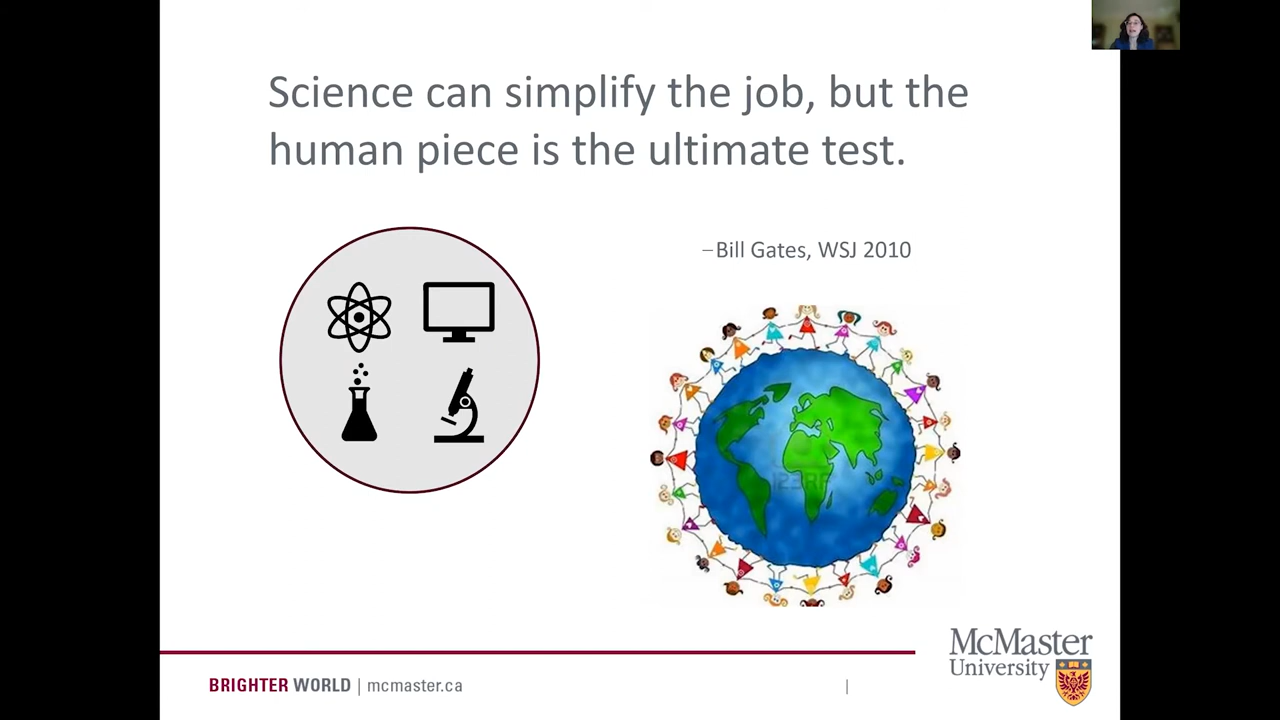 Science can simplify the job, but the
human piece is the ultimate test.
–Bill Gates, WSJ 2010
123RF
McMaster
University
BRIGHTER WORLD | mcmaster.ca
|